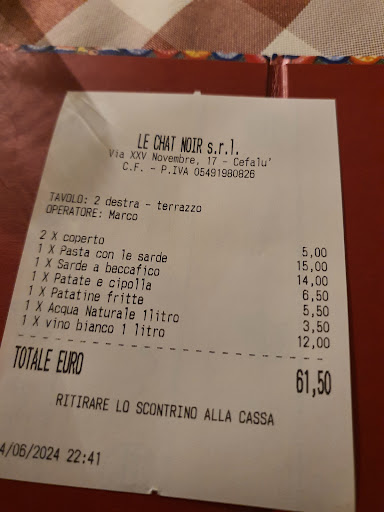 LE CHAT NOIR s.r.l.
Via XXV Novembre, 17 - Cefalu'
C.F. - P.IVA 05491980826
TAVOLO: 2 destra - terrazzo
OPERATORE: Marco
2 X coperto 5,00
1 X Pasta con le sarde 15,00
1 X Sarde a beccafico 14,00
1 X Patate e cipolla 6,50
1 X Patatine fritte 5,50
1 X Acqua Naturale 1litro 3,50
1 X vino bianco 1 litro 12,00
TOTALE EURO 61,50
RITIRARE LO SCONTRINO ALLA CASSA
4/06/2024 22:41